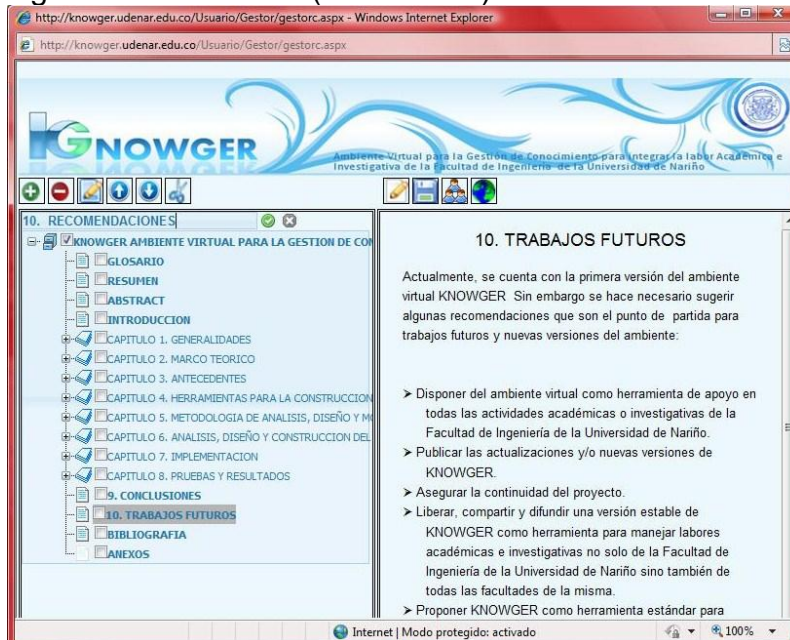 http://knowger.udenar.edu.co/Usuario/Gestor/gestorc.aspx - Windows Internet Explorer
http://knowger.udenar.edu.co/Usuario/Gestor/gestorc.aspx
KGNOWGER
Ambiente Virtual para la Gestión de Conocimiento para integrar la labor Académica e
Investigativa de la Facultad de Ingeniería de la Universidad de Nariño
10. RECOMENDACIONES
KNOWGER AMBIENTE VIRTUAL PARA LA GESTION DE CON
GLOSARIO
RESUMEN
ABSTRACT
INTRODUCCION
CAPITULO 1. GENERALIDADES
CAPITULO 2. MARCO TEORICO
CAPITULO 3. ANTECEDENTES
CAPITULO 4. HERRAMIENTAS PARA LA CONSTRUCCION
CAPITULO 5. METODOLOGIA DE ANALISIS, DISEÑO Y MO
CAPITULO 6. ANALISIS, DISEÑO Y CONSTRUCCION DEL
CAPITULO 7. IMPLEMENTACION
CAPITULO 8. PRUEBAS Y RESULTADOS
9. CONCLUSIONES
10. TRABAJOS FUTUROS
BIBLIOGRAFIA
ANEXOS
10. TRABAJOS FUTUROS
Actualmente, se cuenta con la primera versión del ambiente
virtual KNOWGER Sin embargo se hace necesario sugerir
algunas recomendaciones que son el punto de partida para
trabajos futuros y nuevas versiones del ambiente:
➢ Disponer del ambiente virtual como herramienta de apoyo en
todas las actividades académicas o investigativas de la
Facultad de Ingeniería de la Universidad de Nariño.
➢ Publicar las actualizaciones y/o nuevas versiones de
KNOWGER.
➢ Asegurar la continuidad del proyecto.
➢ Liberar, compartir y difundir una versión estable de
KNOWGER como herramienta para manejar labores
académicas e investigativas no solo de la Facultad de
Ingeniería de la Universidad de Nariño sino también de
todas las facultades de la misma.
➢ Proponer KNOWGER como herramienta estándar para
Internet | Modo protegido: activado
100%